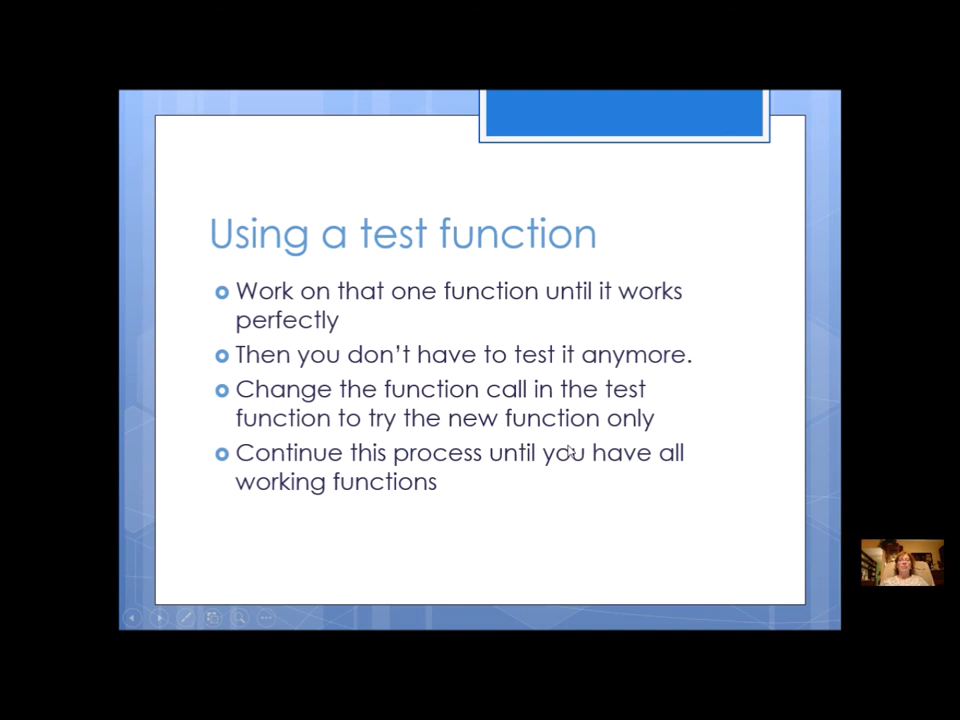 Using a test function
Work on that one function until it works
perfectly
Then you don't have to test it anymore.
Change the function call in the test
function to try the new function only
Continue this process until you have all
working functions